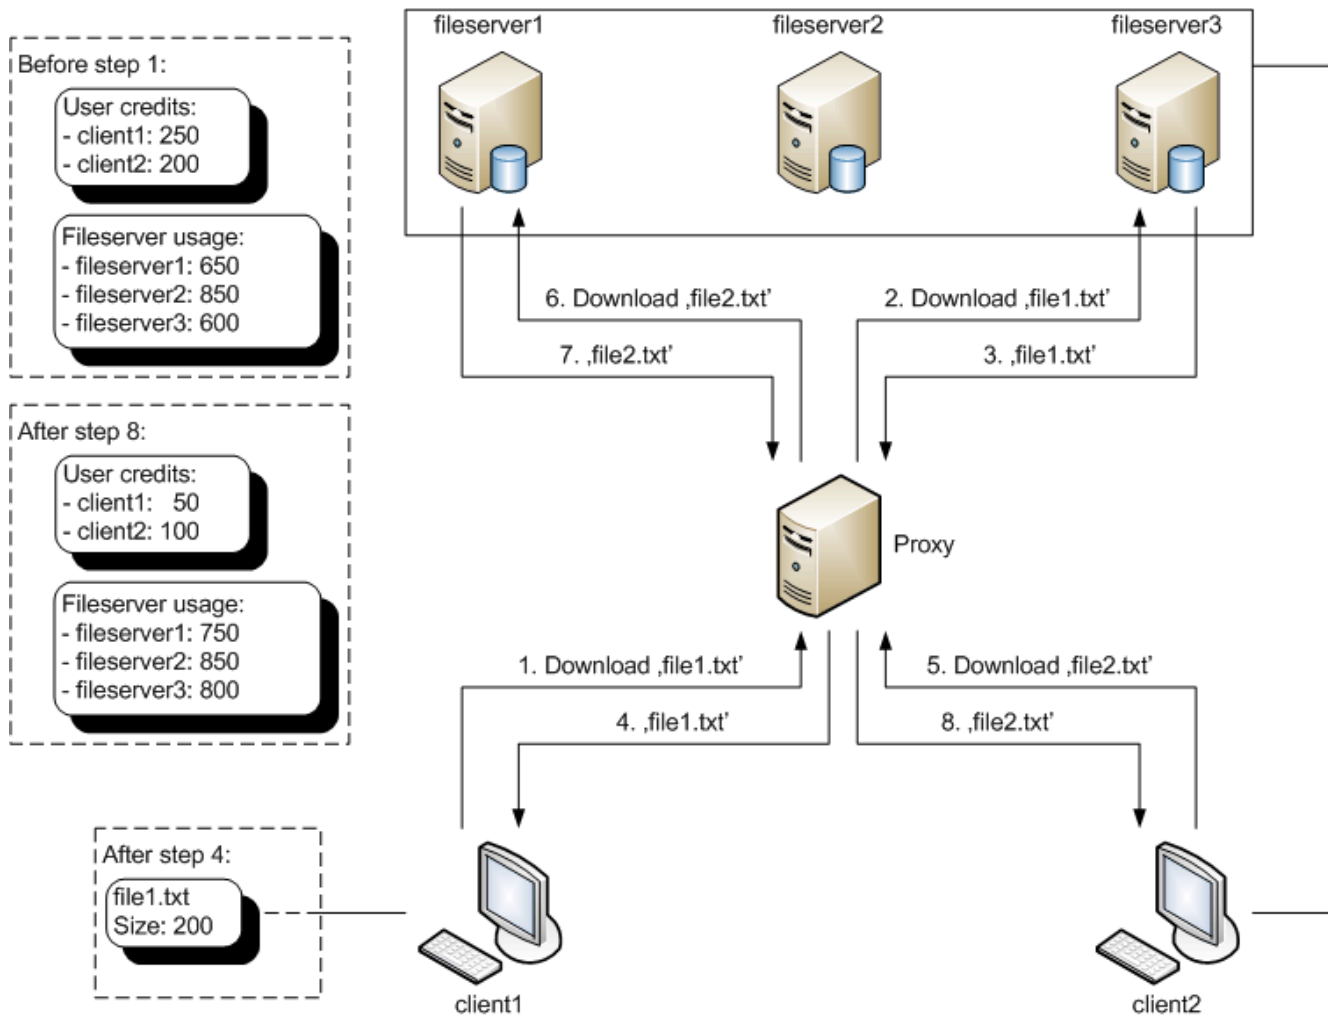 fileserver1
fileserver2
fileserver3
Before step 1:
User credits:
- client1: 250
- client2: 200
Fileserver usage:
- fileserver1: 650
- fileserver2: 850
- fileserver3: 600
6. Download ‚file2.txt’
2. Download ‚file1.txt’
7. ‚file2.txt’
3. ‚file1.txt’
After step 8:
User credits:
- client1: 50
- client2: 100
Fileserver usage:
- fileserver1: 750
- fileserver2: 850
- fileserver3: 800
Proxy
1. Download ‚file1.txt’
5. Download ‚file2.txt’
4. ‚file1.txt’
8. ‚file2.txt’
After step 4:
file1.txt
Size: 200
client1
client2